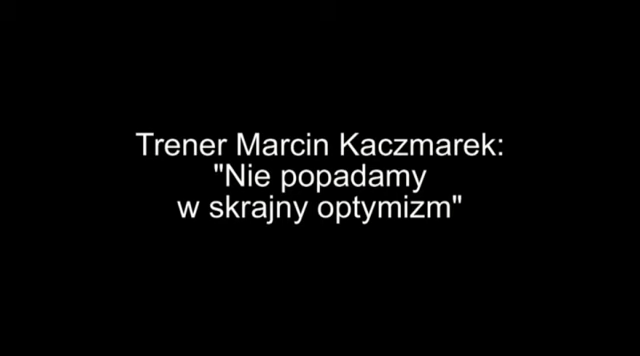 Trener Marcin Kaczmarek:
"Nie popadamy
w skrajny optymizm"